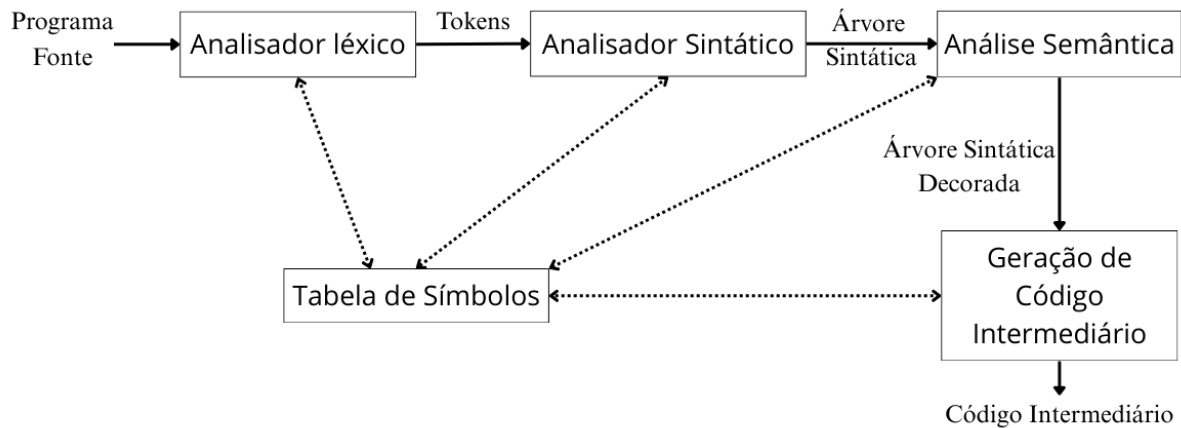 Programa
Fonte
Analisador léxico
Tokens
Analisador Sintático
Árvore
Sintática
Análise Semântica
Árvore Sintática
Decorada
Tabela de Símbolos
Geração de
Código
Intermediário
Código Intermediário